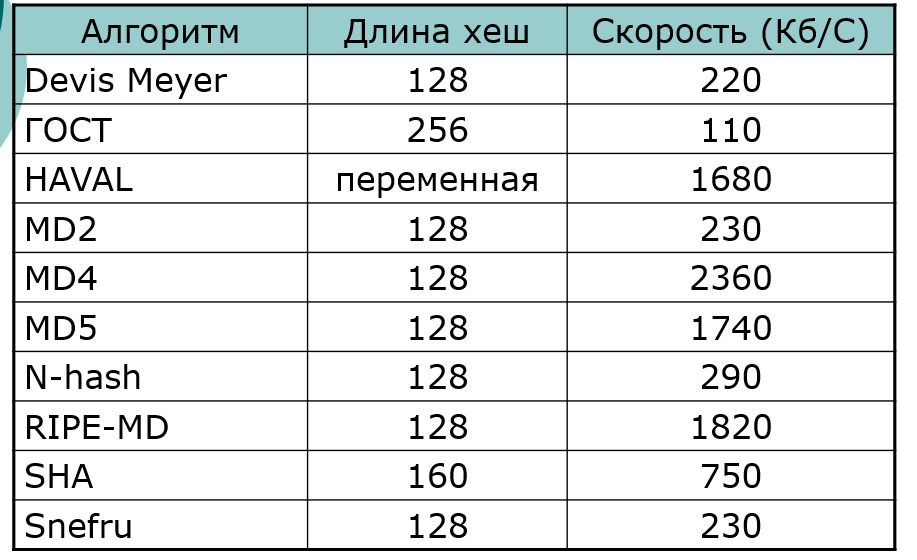 Алгоритм Длина хеш Скорость (Кб/С)
Devis Meyer 128 220
ГОСТ 256 110
HAVAL переменная 1680
MD2 128 230
MD4 128 2360
MD5 128 1740
N-hash 128 290
RIPE-MD 128 1820
SHA 160 750
Snefru 128 230